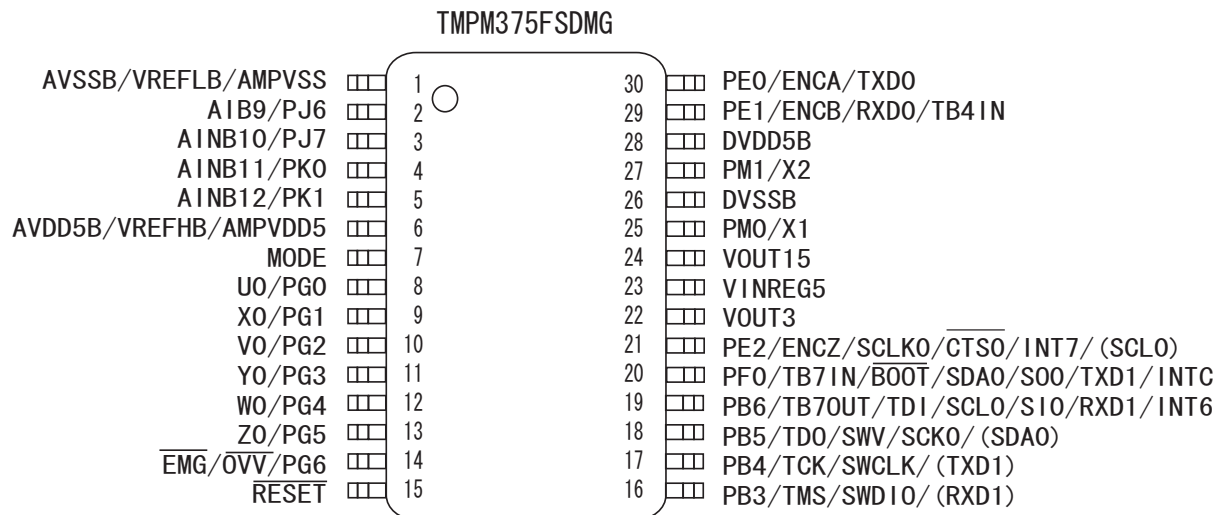 TMPM375FSDMG
AVSSB/VREFLB/AMPVSS 1
AIB9/PJ6 2
AINB10/PJ7 3
AINB11/PK0 4
AINB12/PK1 5
AVDD5B/VREFHB/AMPVDD5 6
MODE 7
U0/PG0 8
X0/PG1 9
V0/PG2 10
Y0/PG3 11
W0/PG4 12
Z0/PG5 13
EMG/OVV/PG6 14
RESET 15
30 PE0/ENCA/TXD0
29 PE1/ENCB/RXD0/TB4IN
28 DVDD5B
27 PM1/X2
26 DVSSB
25 PM0/X1
24 VOUT15
23 VINREG5
22 VOUT3
21 PE2/ENCZ/SCLK0/CTS0/INT7/(SCL0)
20 PF0/TB7IN/BOOT/SDA0/SO0/TXD1/INTC
19 PB6/TB7OUT/TDI/SCL0/SI0/RXD1/INT6
18 PB5/TDO/SWV/SCK0/(SDA0)
17 PB4/TCK/SWCLK/(TXD1)
16 PB3/TMS/SWDIO/(RXD1)